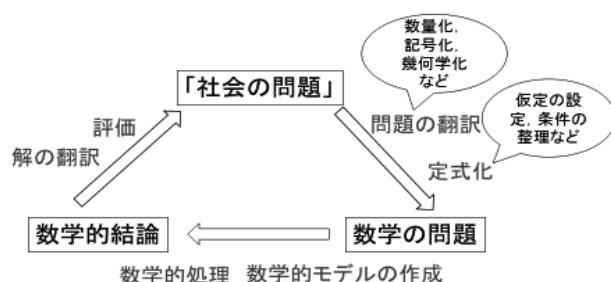 数量化,
記号化,
幾何学化
など
「社会の問題」
仮定の設
定, 条件の
整理など
評価
問題の翻訳
解の翻訳
定式化
数学的結論
数学の問題
数学的処理 数学的モデルの作成